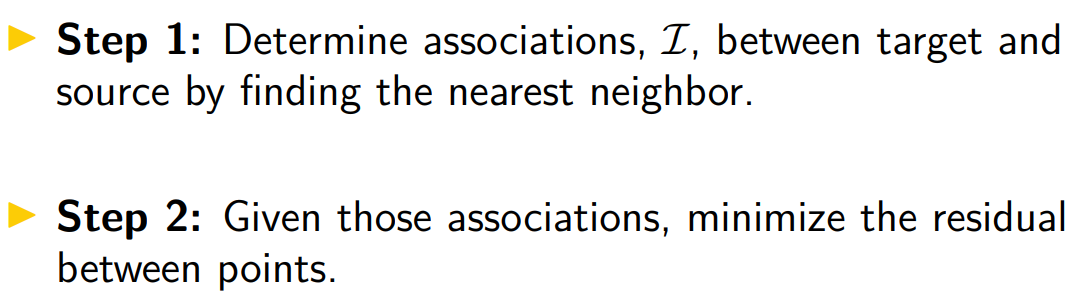 Step 1: Determine associations, ℐ, between target and
source by finding the nearest neighbor.
Step 2: Given those associations, minimize the residual
between points.